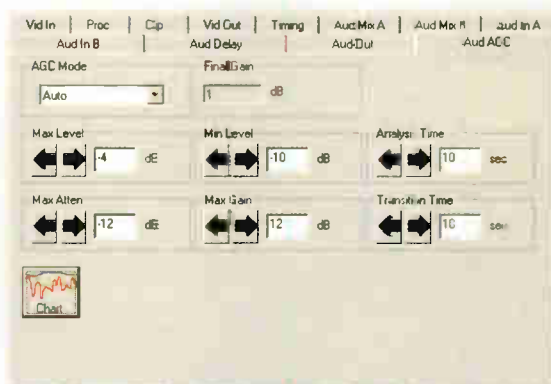 Vid In Proc Clip Vid Out Timing Aud Mix A Aud Mix B Aud In A
Aud In B Aud Delay Aud Out Aud AGC
AGC Mode Final Gain
Auto 1 dB
Max Level Min Level Analysis Time
-4 dB -10 dB 10 sec
Max Atten Max Gain Transition Time
-12 dB 12 dB 10 sec
Chart